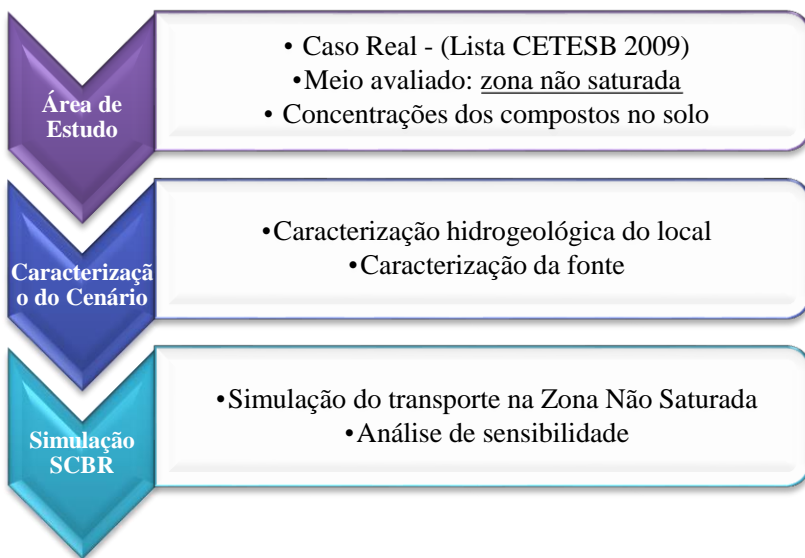 Área de
Estudo
• Caso Real - (Lista CETESB 2009)
•Meio avaliado: zona não saturada
• Concentrações dos compostos no solo
Caracterizaçã
o do Cenário
•Caracterização hidrogeológica do local
•Caracterização da fonte
Simulação
SCBR
•Simulação do transporte na Zona Não Saturada
•Análise de sensibilidade